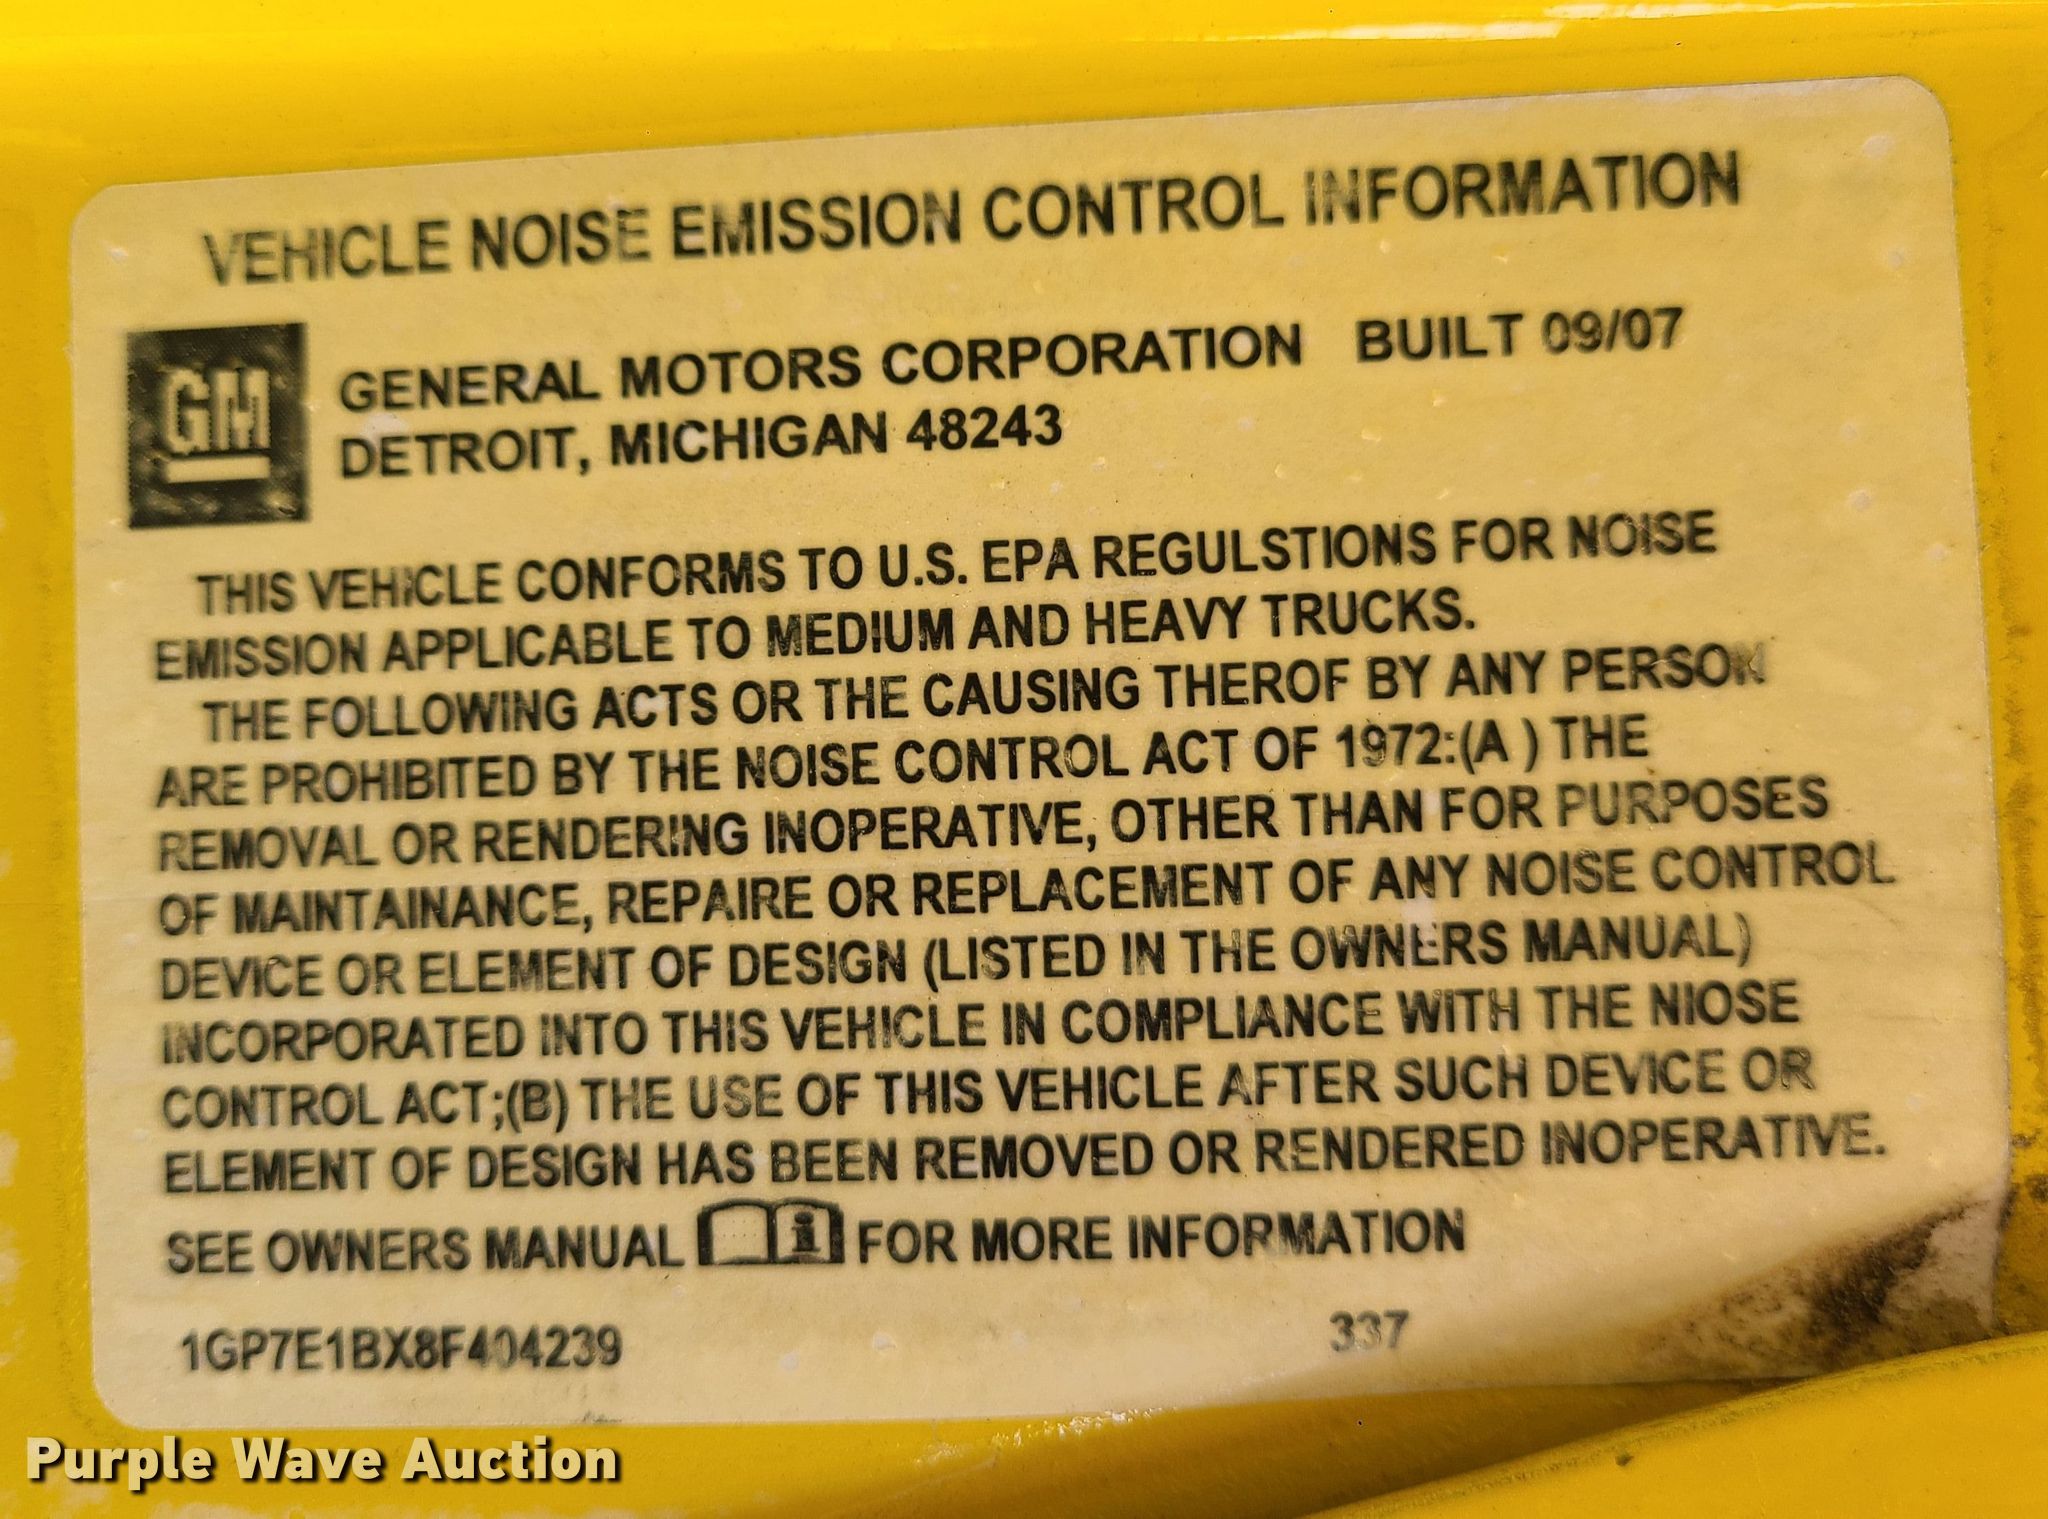 VEHICLE NOISE EMISSION CONTROL INFORMATION
GM
GENERAL MOTORS CORPORATION BUILT 09/07
DETROIT, MICHIGAN 48243
THIS VEHICLE CONFORMS TO U.S. EPA REGULSTIONS FOR NOISE
EMISSION APPLICABLE TO MEDIUM AND HEAVY TRUCKS.
THE FOLLOWING ACTS OR THE CAUSING THEROF BY ANY PERSON
ARE PROHIBITED BY THE NOISE CONTROL ACT OF 1972:(A ) THE
REMOVAL OR RENDERING INOPERATIVE, OTHER THAN FOR PURPOSES
OF MAINTAINANCE, REPAIRE OR REPLACEMENT OF ANY NOISE CONTROL
DEVICE OR ELEMENT OF DESIGN (LISTED IN THE OWNERS MANUAL)
INCORPORATED INTO THIS VEHICLE IN COMPLIANCE WITH THE NIOSE
CONTROL ACT;(B) THE USE OF THIS VEHICLE AFTER SUCH DEVICE OR
ELEMENT OF DESIGN HAS BEEN REMOVED OR RENDERED INOPERATIVE.
SEE OWNERS MANUAL i FOR MORE INFORMATION
1GP7E1BX8F404239 337
Purple Wave Auction